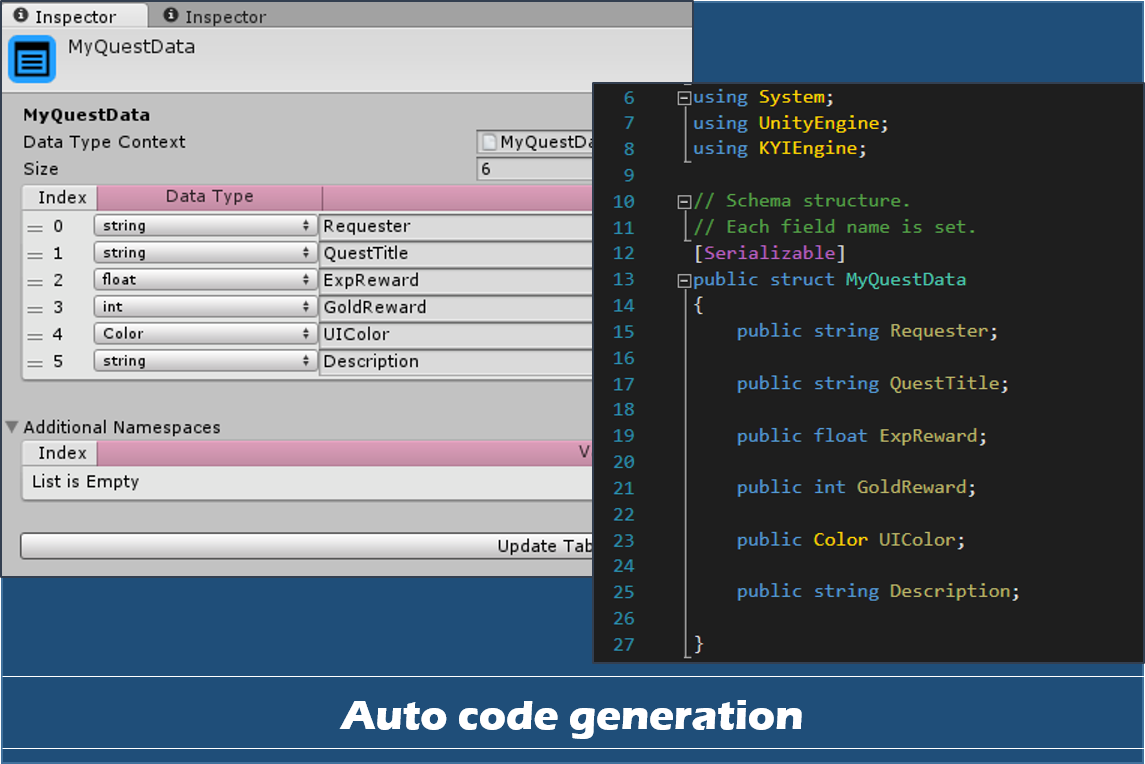 Inspector
Inspector
MyQuestData
MyQuestData
Data Type Context
MyQuestDa
Size
6
Index Data Type
0 string Requester
1 string QuestTitle
2 float ExpReward
3 int GoldReward
4 Color UIColor
5 string Description
Additional Namespaces
Index V
List is Empty
Update Tab
6 using System;
7 using UnityEngine;
8 using KYIEngine;
9
10 // Schema structure.
11 // Each field name is set.
12 [Serializable]
13 public struct MyQuestData
14 {
15 public string Requester;
16
17 public string QuestTitle;
18
19 public float ExpReward;
20
21 public int GoldReward;
22
23 public Color UIColor;
24
25 public string Description;
26
27 }
Auto code generation